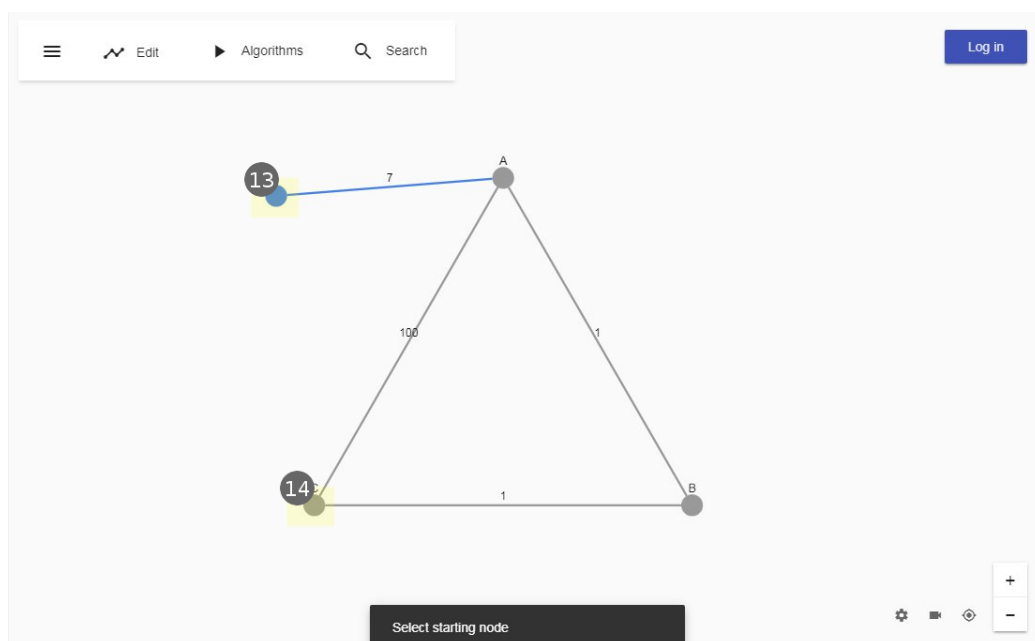 Edit Algorithms Search Log in
A
13 7
100 1
14 C 1 B
+
−
Select starting node